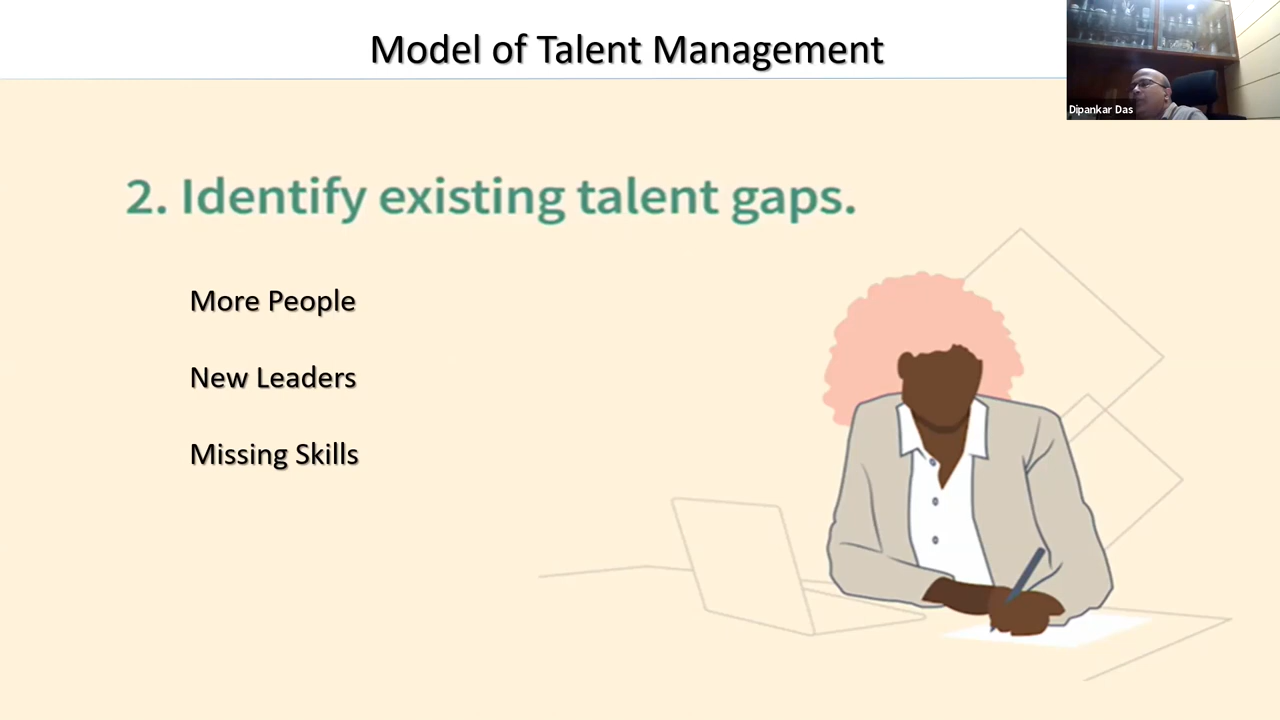 Model of Talent Management
Dipankar Das
2. Identify existing talent gaps.
More People
New Leaders
Missing Skills